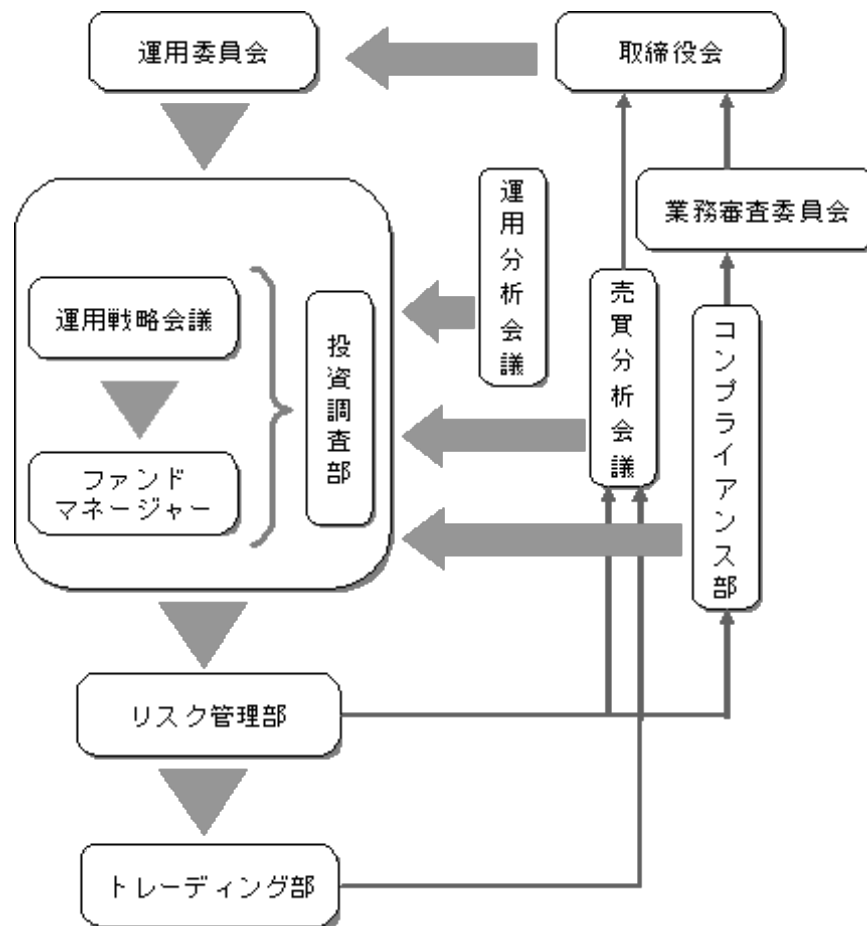 運用委員会
取締役会
業務審査委員会
運用分析会議
売買分析会議
コンプライアンス部
運用戦略会議
投資調査部
ファンド
マネージャー
リスク管理部
トレーディング部